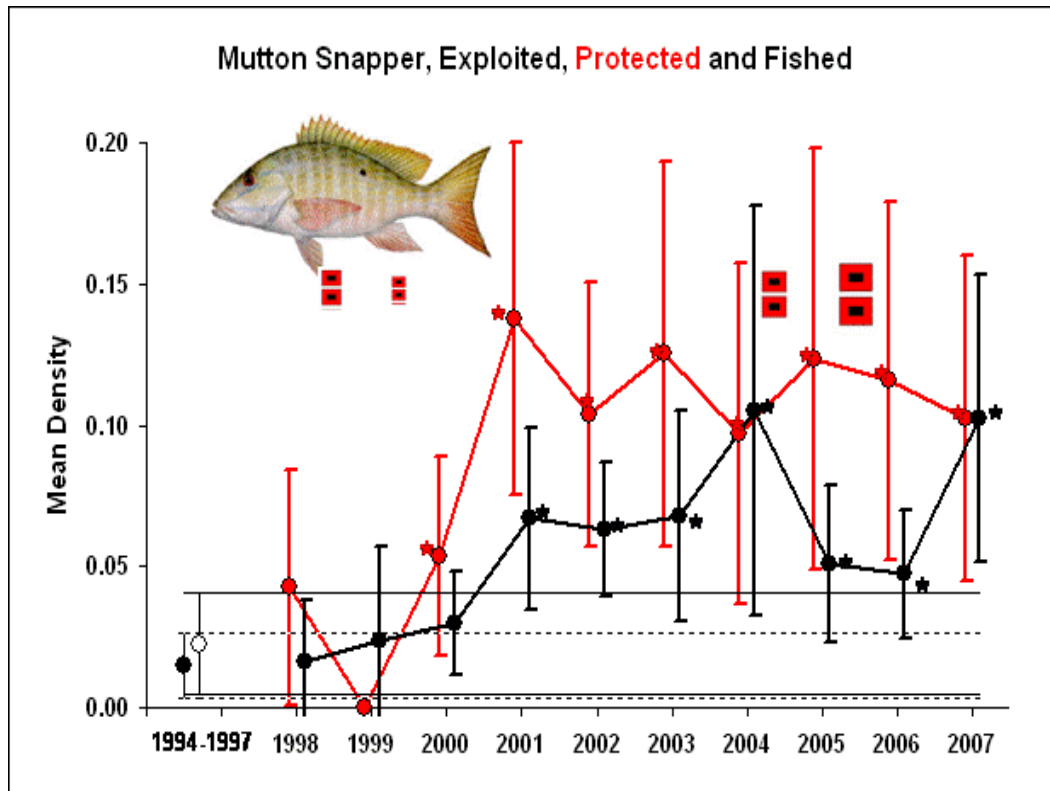 Mutton Snapper, Exploited, Protected and Fished
Mean Density
0.20
0.15
0.10
0.05
0.00
1994-1997 1998 1999 2000 2001 2002 2003 2004 2005 2006 2007